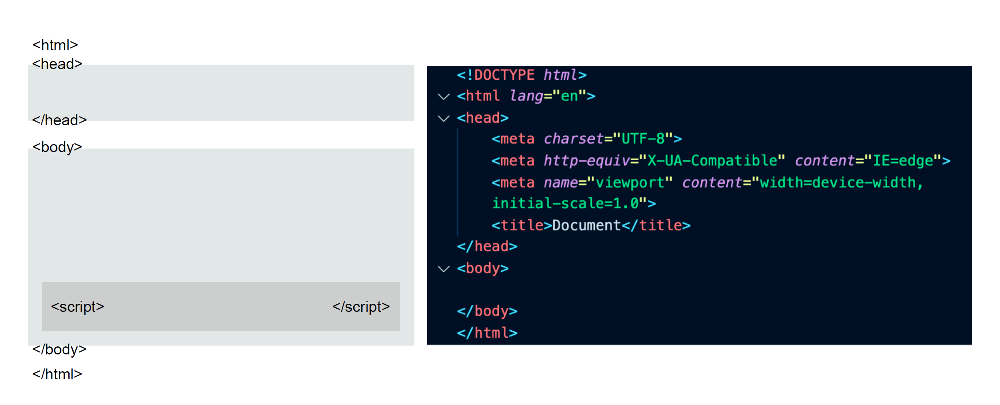 <html>
<head>
</head>
<body>
<script> </script>
</body>
</html>
<!DOCTYPE html>
<html lang="en">
<head>
<meta charset="UTF-8">
<meta http-equiv="X-UA-Compatible" content="IE=edge">
<meta name="viewport" content="width=device-width,
initial-scale=1.0">
<title>Document</title>
</head>
<body>
</body>
</html>